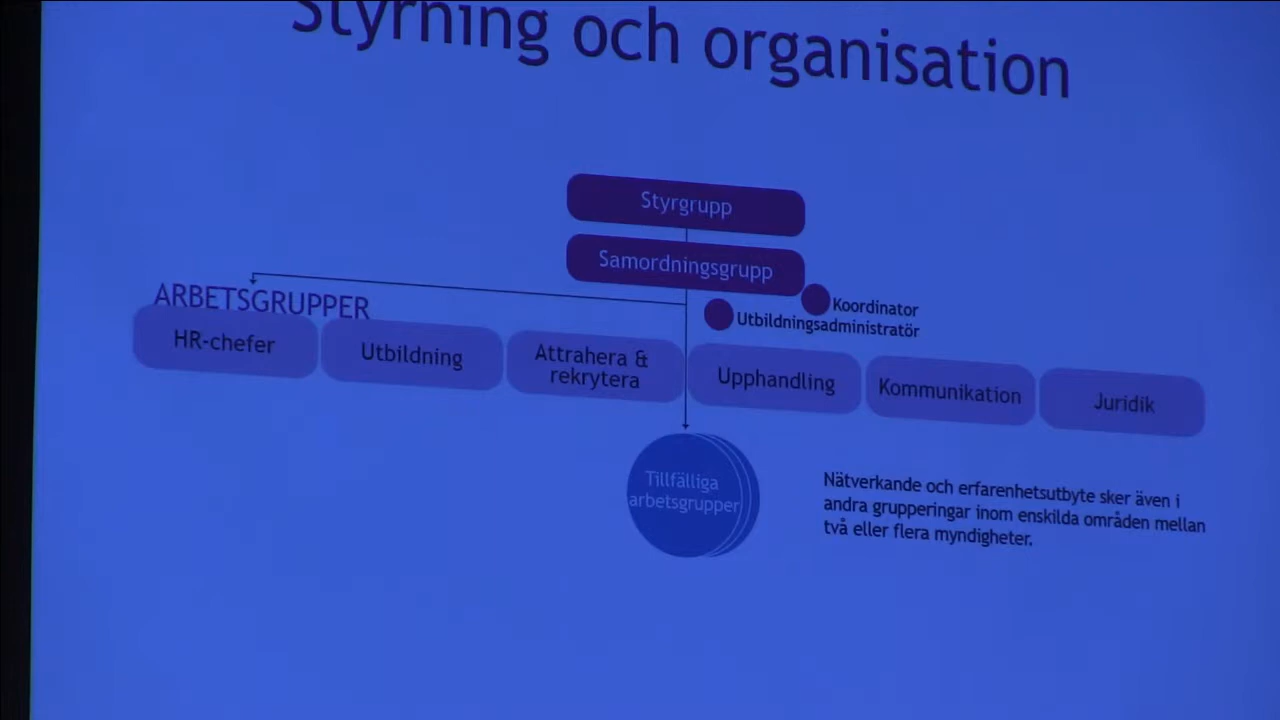 Styrning och organisation
Styrgrupp
Samordningsgrupp
Koordinator
Utbildningsadministratör
ARBETSGRUPPER
HR-chefer
Utbildning
Attrahera &
rekrytera
Upphandling
Kommunikation
Juridik
Tillfälliga
arbetsgrupper
Nätverkande och erfarenhetsutbyte sker även i
andra grupperingar inom enskilda områden mellan
två eller flera myndigheter.